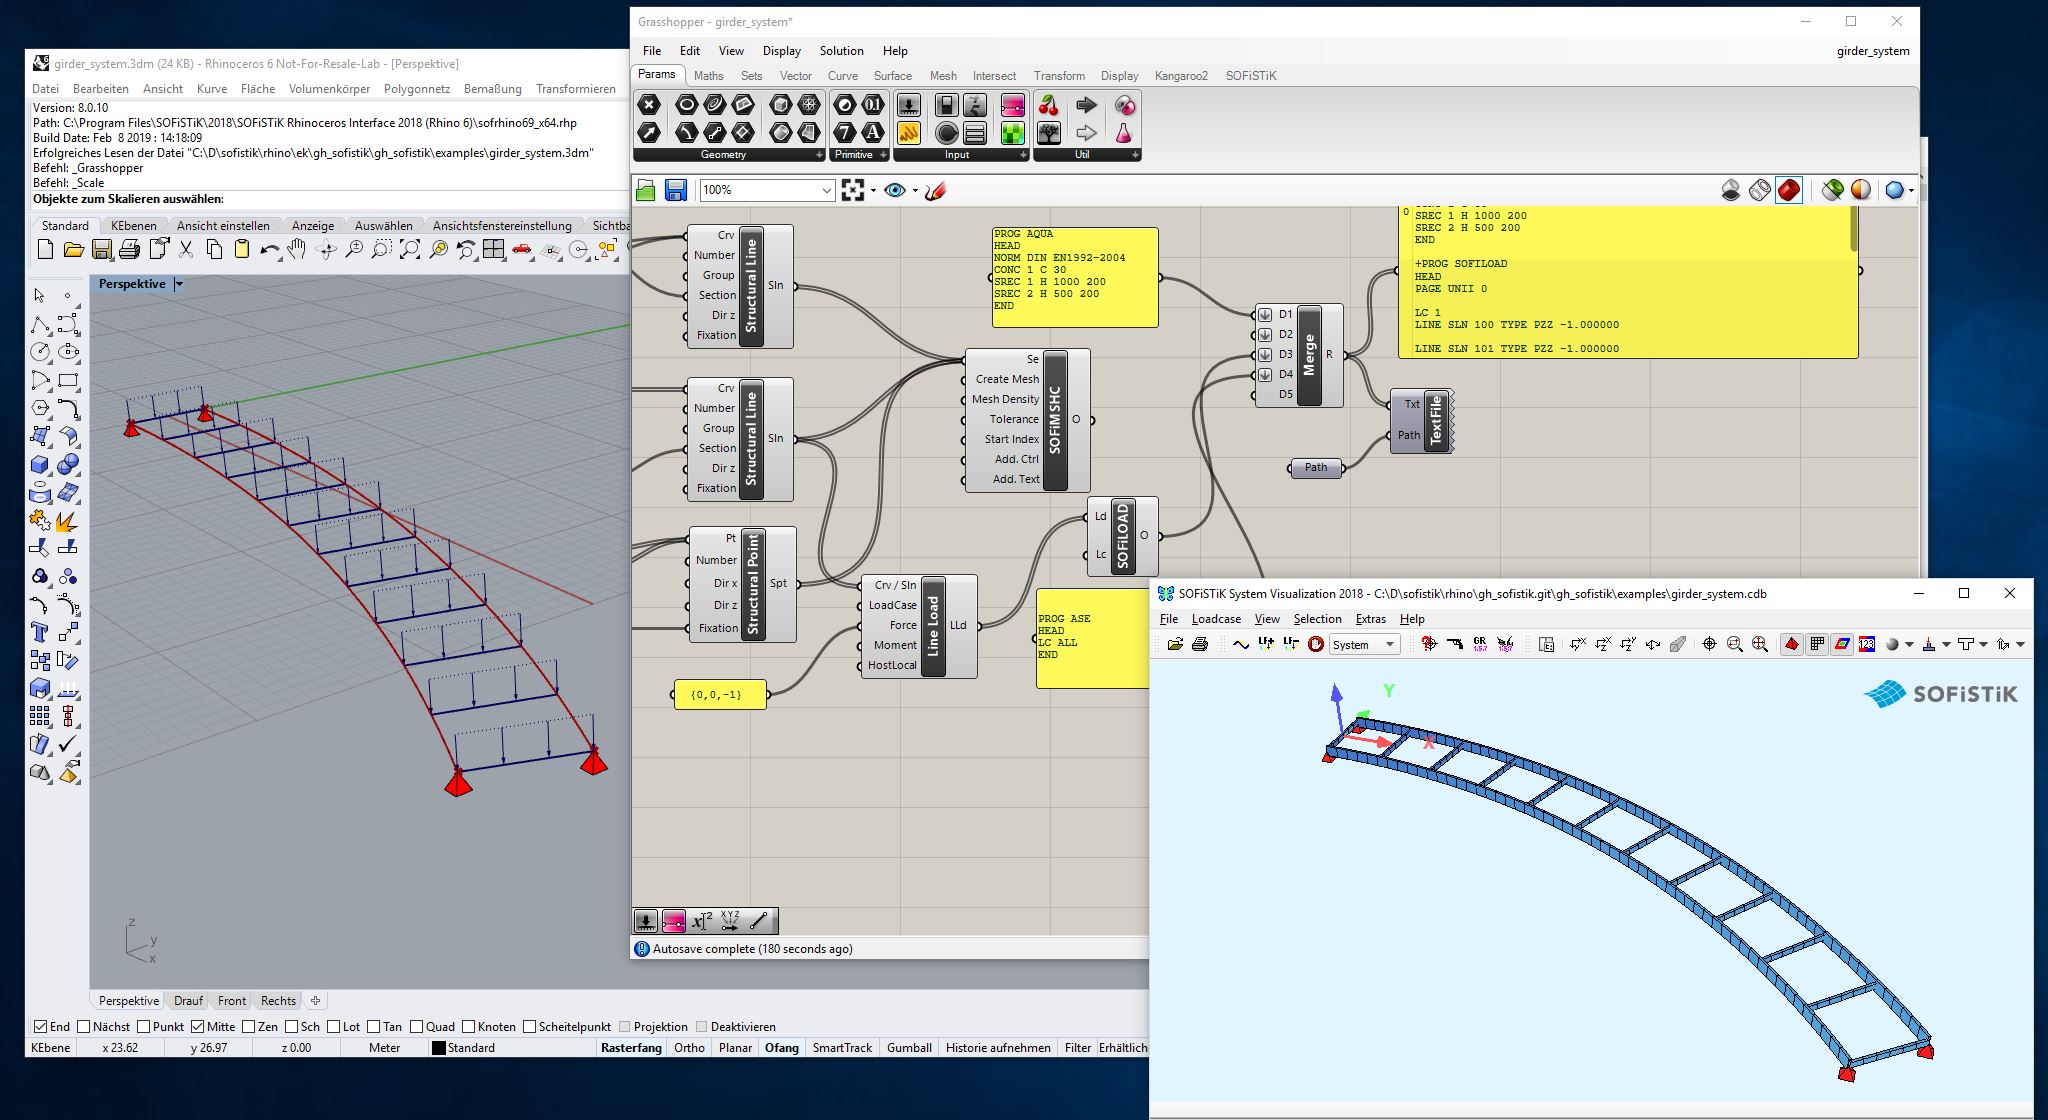 girder_system.3dm (24 KB) - Rhinoceros 6 Not-For-Resale-Lab - [Perspektive]
Datei Bearbeiten Ansicht Kurve Fläche Volumenkörper Polygonnetz Bemaßung Transformieren
Version: 8.0.10
Path: C:\Program Files\SOFiSTiK\2018\SOFiSTiK Rhinoceros Interface 2018 (Rhino 6)\sofrhino69_x64.rhp
Build Date: Feb 8 2019 : 14:18:09
Erfolgreiches Lesen der Datei "C:\D\sofistik\rhino\ek\gh_sofistik\gh_sofistik\examples\girder_system.3dm"
Befehl: _Grasshopper
Befehl: _Scale
Objekte zum Skalieren auswählen:
Standard KEbenen Ansicht einstellen Anzeige Auswählen Ansichtsfenstereinstellung Sichtba
Perspektive
z
y
x
Perspektive Drauf Front Rechts
End Nächst Punkt Mitte Zen Sch Lot Tan Quad Knoten Scheitelpunkt Projektion Deaktivieren
KEbene x 23.62 y 26.97 z 0.00 Meter Standard Rasterfang Ortho Planar Ofang SmartTrack Gumball Historie aufnehmen Filter Erhältlich
Grasshopper - girder_system*
File Edit View Display Solution Help
girder_system
Params Maths Sets Vector Curve Surface Mesh Intersect Transform Display Kangaroo2 SOFiSTiK
Geometry Primitive Input Util
100%
Crv
Number
Group
Section
Dir z
Fixation
Structural Line
Sln
Crv
Number
Group
Section
Dir z
Fixation
Structural Line
Sln
Pt
Number
Dir x
Dir z
Fixation
Structural Point
Spt
{0,0,-1}
Crv / Sln
LoadCase
Force
Moment
HostLocal
Line Load
LLd
PROG AQUA
HEAD
NORM DIN EN1992-2004
CONC 1 C 30
SREC 1 H 1000 200
SREC 2 H 500 200
END
Se
Create Mesh
Mesh Density
Tolerance
Start Index
Add. Ctrl
Add. Text
SOFiMSHC
O
Ld
Lc
SOFiLOAD
O
PROG ASE
HEAD
LC ALL
END
D1
D2
D3
D4
D5
Merge
R
0
SREC 1 H 1000 200
SREC 2 H 500 200
END
+PROG SOFILOAD
HEAD
PAGE UNII 0
LC 1
LINE SLN 100 TYPE PZZ -1.000000
LINE SLN 101 TYPE PZZ -1.000000
Txt
Path
TextFile
Path
Autosave complete (180 seconds ago)
SOFiSTiK System Visualization 2018 - C:\D\sofistik\rhino\gh_sofistik.git\gh_sofistik\examples\girder_system.cdb
File Loadcase View Selection Extras Help
System
SOFiSTiK
Y
X